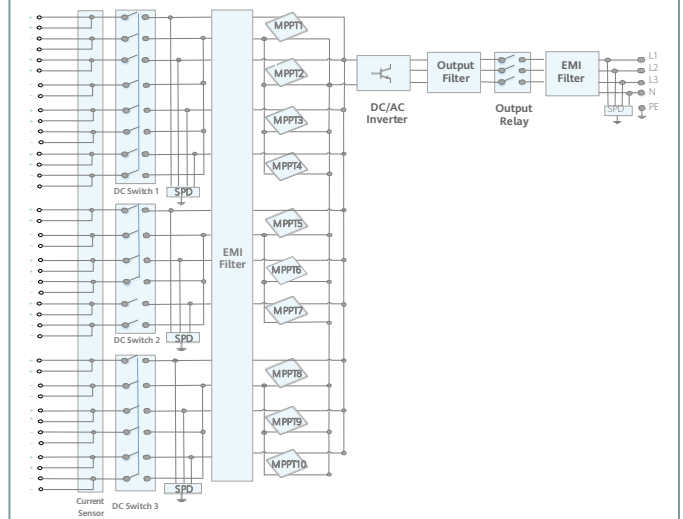 MPPT1
MPPT2
MPPT3
MPPT4
SPD
DC Switch 1
MPPT5
MPPT6
MPPT7
EMI
Filter
SPD
DC Switch 2
MPPT8
MPPT9
MPPT10
SPD
Current
Sensor
DC Switch 3
DC/AC
Inverter
Output
Filter
Output
Relay
EMI
Filter
L1
L2
L3
N
SPD
PE